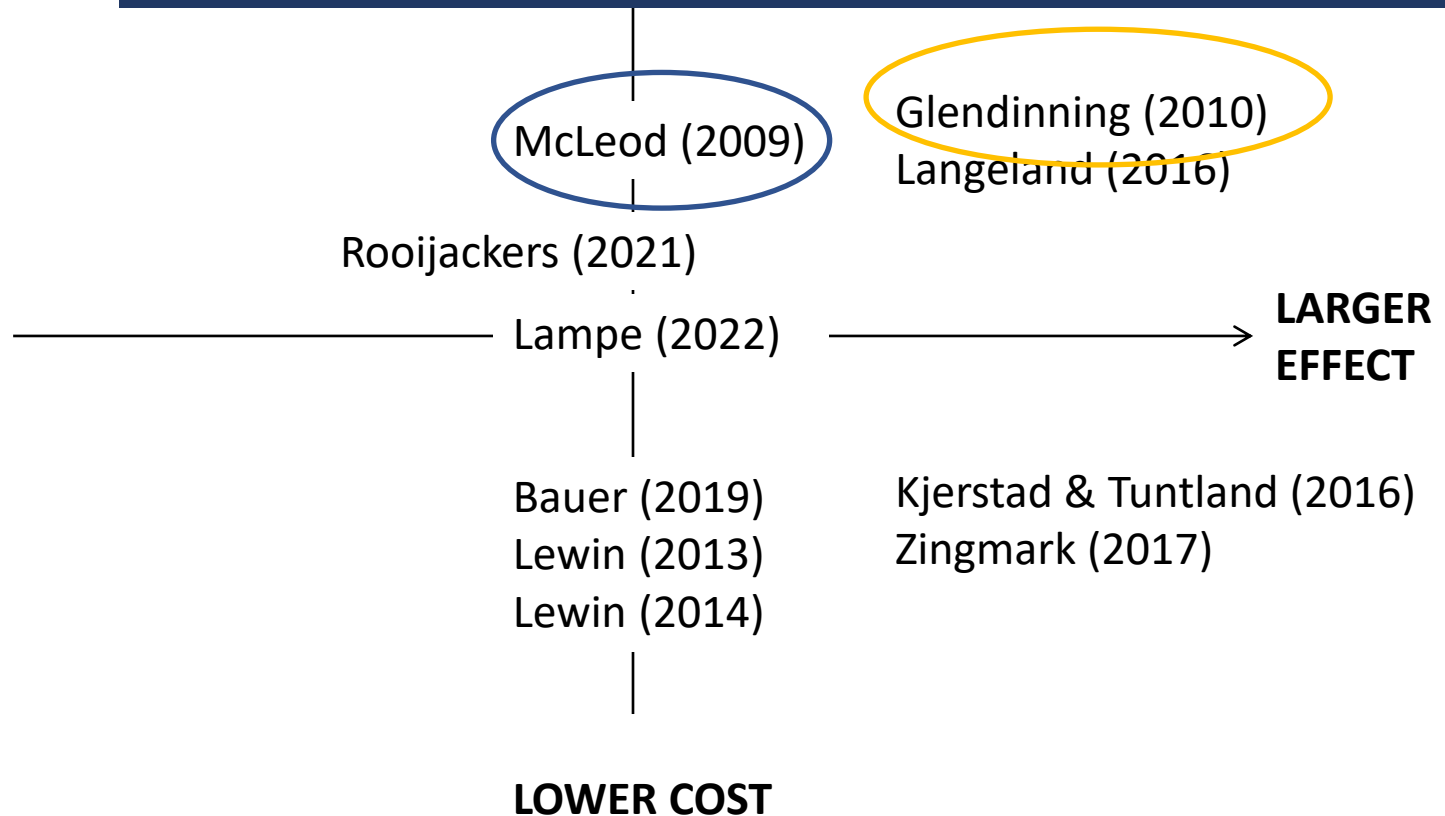 McLeod (2009)
Glendinning (2010)
Langeland (2016)
Rooijackers (2021)
Lampe (2022)
LARGER
EFFECT
Bauer (2019)
Lewin (2013)
Lewin (2014)
Kjerstad & Tuntland (2016)
Zingmark (2017)
LOWER COST